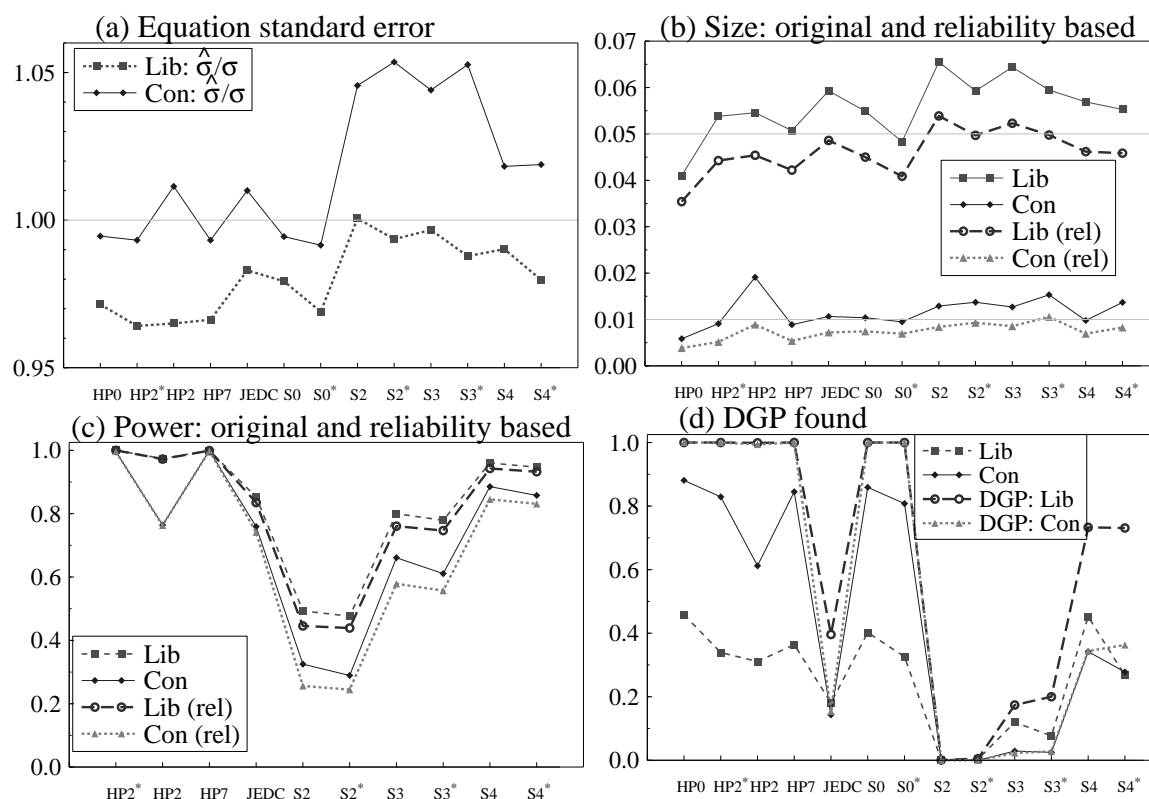 (a) Equation standard error
1.05
1.00
0.95
Lib: σ̂/σ
Con: σ̂/σ
HP0 HP2* HP2 HP7 JEDC S0 S0* S2 S2* S3 S3* S4 S4*
(b) Size: original and reliability based
0.07
0.06
0.05
0.04
0.03
0.02
0.01
0.00
Lib
Con
Lib (rel)
Con (rel)
HP0 HP2* HP2 HP7 JEDC S0 S0* S2 S2* S3 S3* S4 S4*
(c) Power: original and reliability based
1.0
0.8
0.6
0.4
0.2
0.0
Lib
Con
Lib (rel)
Con (rel)
HP2* HP2 HP7 JEDC S2 S2* S3 S3* S4 S4*
(d) DGP found
1.0
0.8
0.6
0.4
0.2
0.0
Lib
Con
DGP: Lib
DGP: Con
HP0 HP2* HP2 HP7 JEDC S0 S0* S2 S2* S3 S3* S4 S4*